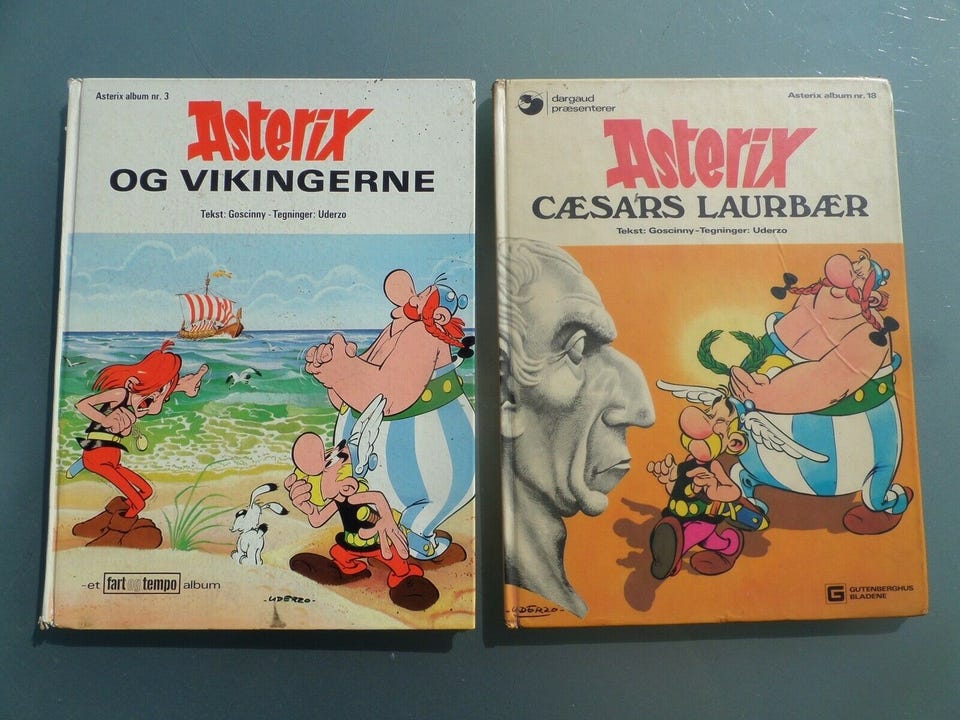 Asterix album nr. 3
Asterix
OG VIKINGERNE
Tekst: Goscinny - Tegninger: Uderzo
-et fart og tempo album
-UDERZO-
dargaud
præsenterer
Asterix album nr. 18
Asterix
CÆSARS LAURBÆR
Tekst: Goscinny-Tegninger: Uderzo
-UDERZO-
G GUTENBERGHUS
BLADENE